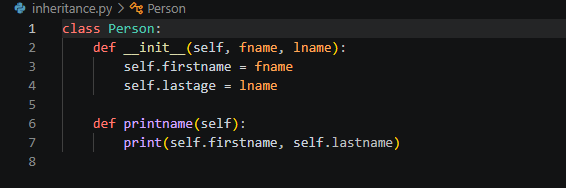 inheritance.py > Person
1 class Person:
2     def __init__(self, fname, lname):
3         self.firstname = fname
4         self.lastage = lname
5
6     def printname(self):
7         print(self.firstname, self.lastname)
8